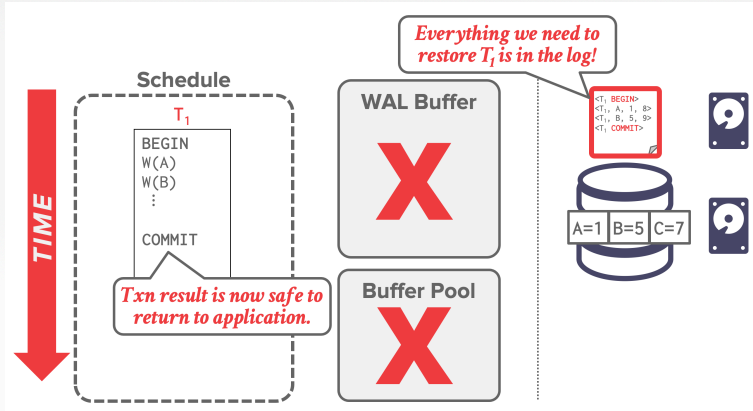 Everything we need to
restore T₁ is in the log!
Schedule
WAL Buffer
<T₁ BEGIN>
<T₁, A, 1, 8>
<T₁, B, 5, 9>
<T₁ COMMIT>
T₁
BEGIN
W(A)
W(B)
⋮
COMMIT
X
TIME
A=1 B=5 C=7
Txn result is now safe to
return to application.
Buffer Pool
X